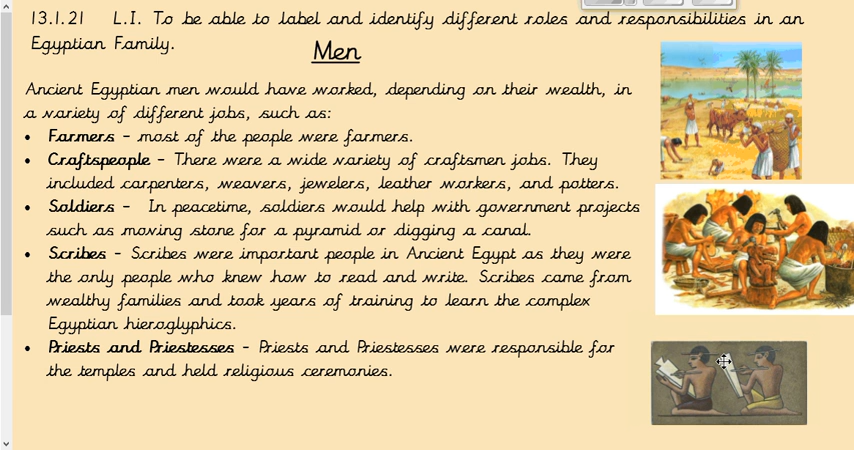 13.1.21 L.I. To be able to label and identify different roles and responsibilities in an
Egyptian Family.
Men
Ancient Egyptian men would have worked, depending on their wealth, in
a variety of different jobs, such as:
• Farmers - most of the people were farmers.
• Craftspeople - There were a wide variety of craftsmen jobs. They
included carpenters, weavers, jewelers, leather workers, and potters.
• Soldiers - In peacetime, soldiers would help with government projects
such as moving stone for a pyramid or digging a canal.
• Scribes - Scribes were important people in Ancient Egypt as they were
the only people who knew how to read and write. Scribes came from
wealthy families and took years of training to learn the complex
Egyptian hieroglyphics.
• Priests and Priestesses - Priests and Priestesses were responsible for
the temples and held religious ceremonies.